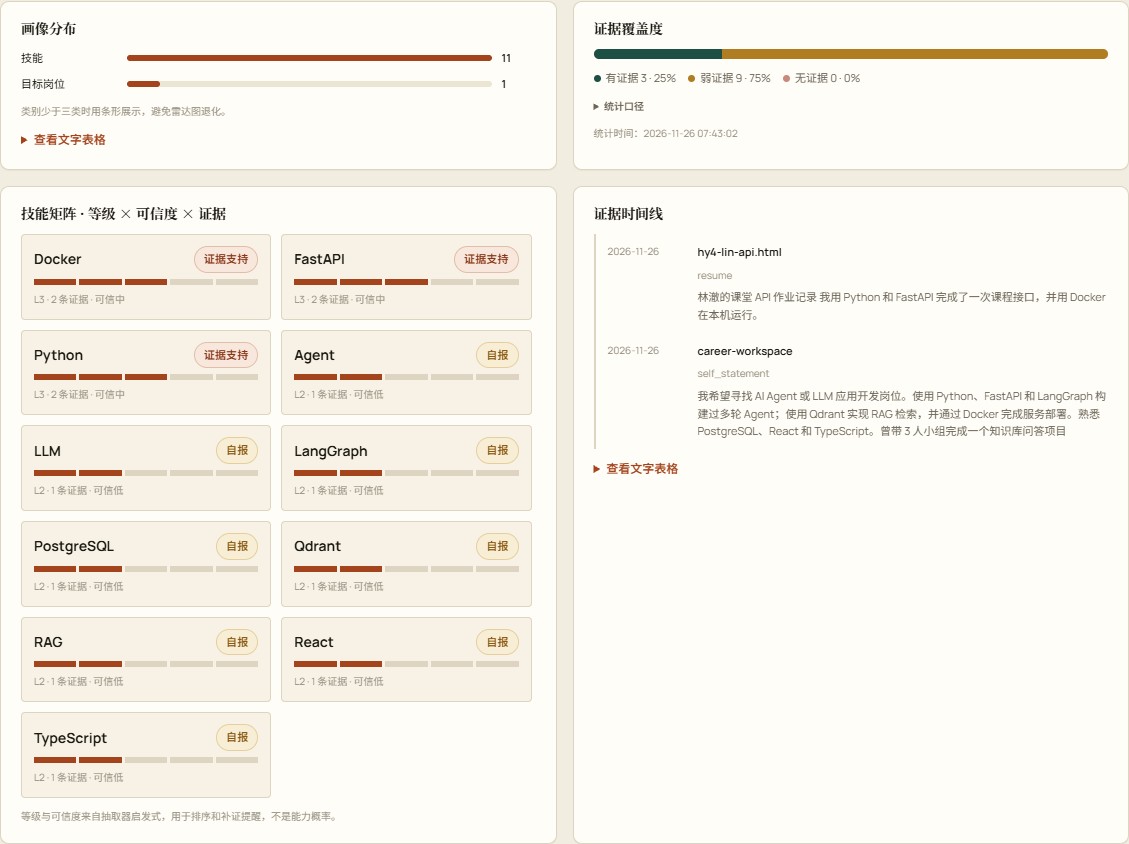 画像分布
技能 11
目标岗位 1
类别少于三类时用条形展示，避免雷达图退化。
查看文字表格
证据覆盖度
有证据 3 · 25% 弱证据 9 · 75% 无证据 0 · 0%
统计口径
统计时间：2026-11-26 07:43:02
技能矩阵 · 等级 × 可信度 × 证据
Docker 证据支持
L3 · 2 条证据 · 可信中
FastAPI 证据支持
L3 · 2 条证据 · 可信中
Python 证据支持
L3 · 2 条证据 · 可信中
Agent 自报
L2 · 1 条证据 · 可信低
LLM 自报
L2 · 1 条证据 · 可信低
LangGraph 自报
L2 · 1 条证据 · 可信低
PostgreSQL 自报
L2 · 1 条证据 · 可信低
Qdrant 自报
L2 · 1 条证据 · 可信低
RAG 自报
L2 · 1 条证据 · 可信低
React 自报
L2 · 1 条证据 · 可信低
TypeScript 自报
L2 · 1 条证据 · 可信低
等级与可信度来自抽取器启发式，用于排序和补证提醒，不是能力概率。
证据时间线
2026-11-26 hy4-lin-api.html
resume
林澈的课堂 API 作业记录 我用 Python 和 FastAPI 完成了一次课程接口，并用 Docker
在本机运行。
2026-11-26 career-workspace
self_statement
我希望寻找 AI Agent 或 LLM 应用开发岗位。使用 Python、FastAPI 和 LangGraph 构
建过多轮 Agent；使用 Qdrant 实现 RAG 检索，并通过 Docker 完成服务部署。熟悉
PostgreSQL、React 和 TypeScript。曾带 3 人小组完成一个知识库问答项目
查看文字表格